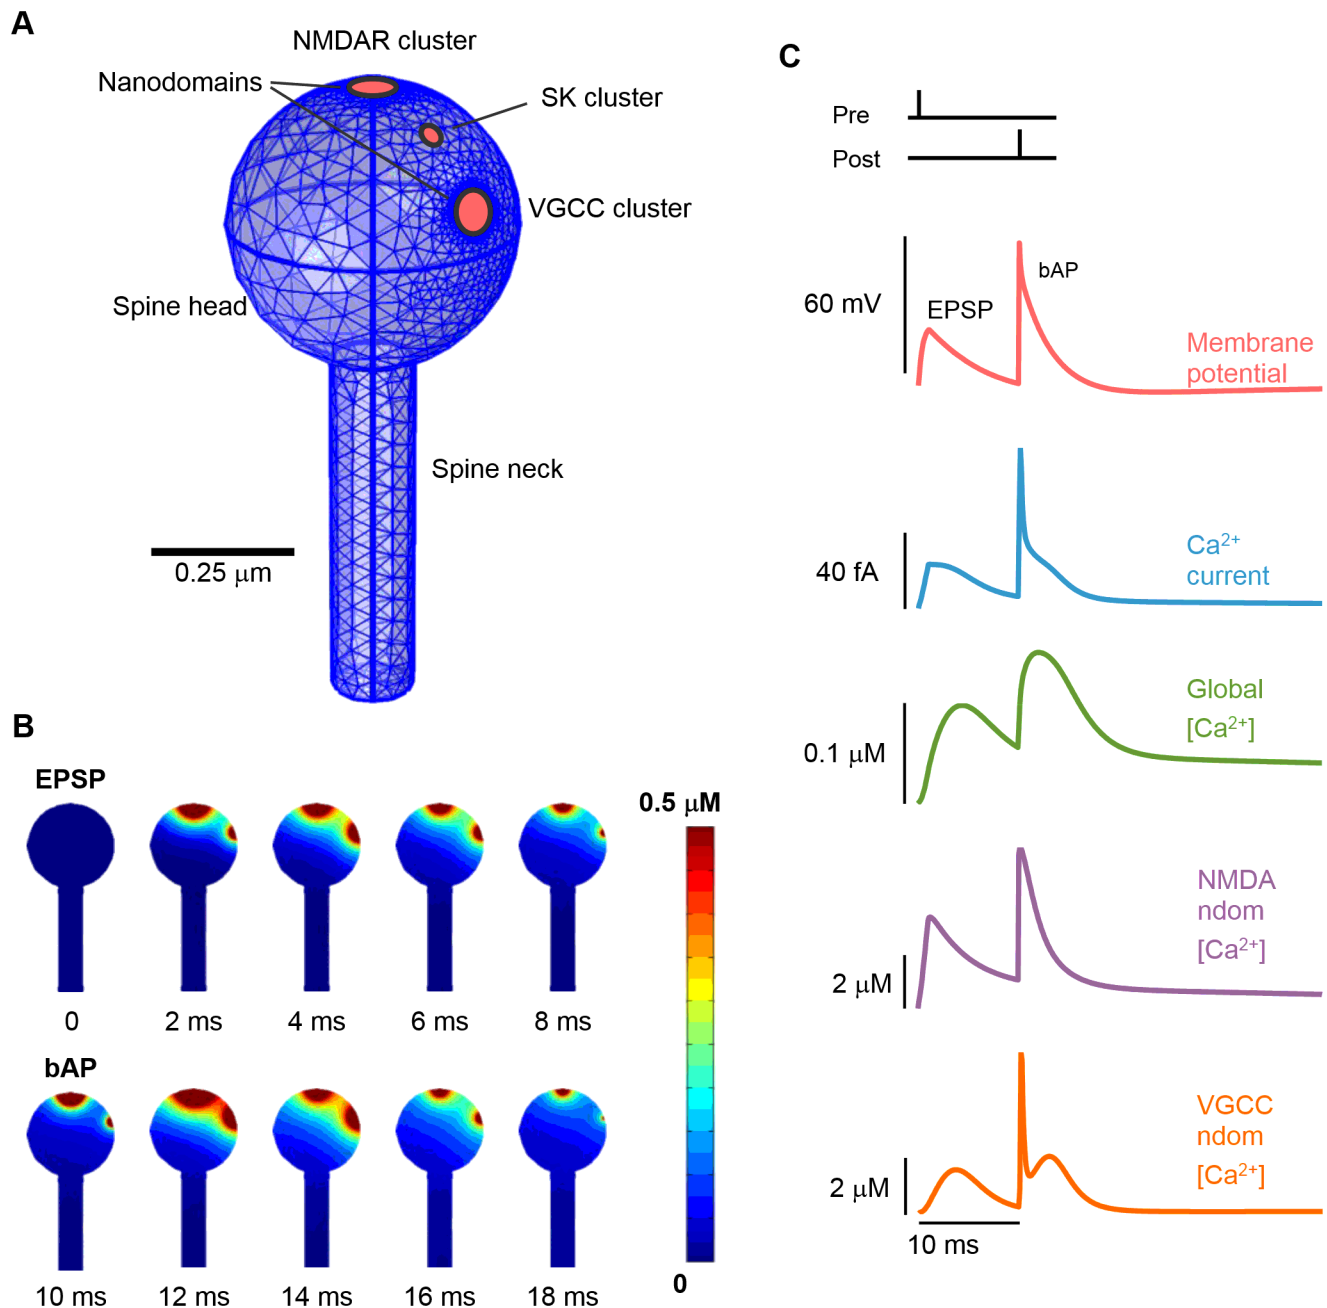 A
NMDAR cluster
Nanodomains
SK cluster
VGCC cluster
Spine head
Spine neck
0.25 µm
B
EPSP
0.5 µM
0
2 ms
4 ms
6 ms
8 ms
bAP
10 ms
12 ms
14 ms
16 ms
18 ms
0
C
Pre
Post
60 mV
EPSP
bAP
Membrane
potential
40 fA
Ca²⁺
current
0.1 µM
Global
[Ca²⁺]
2 µM
NMDA
ndom
[Ca²⁺]
2 µM
VGCC
ndom
[Ca²⁺]
10 ms